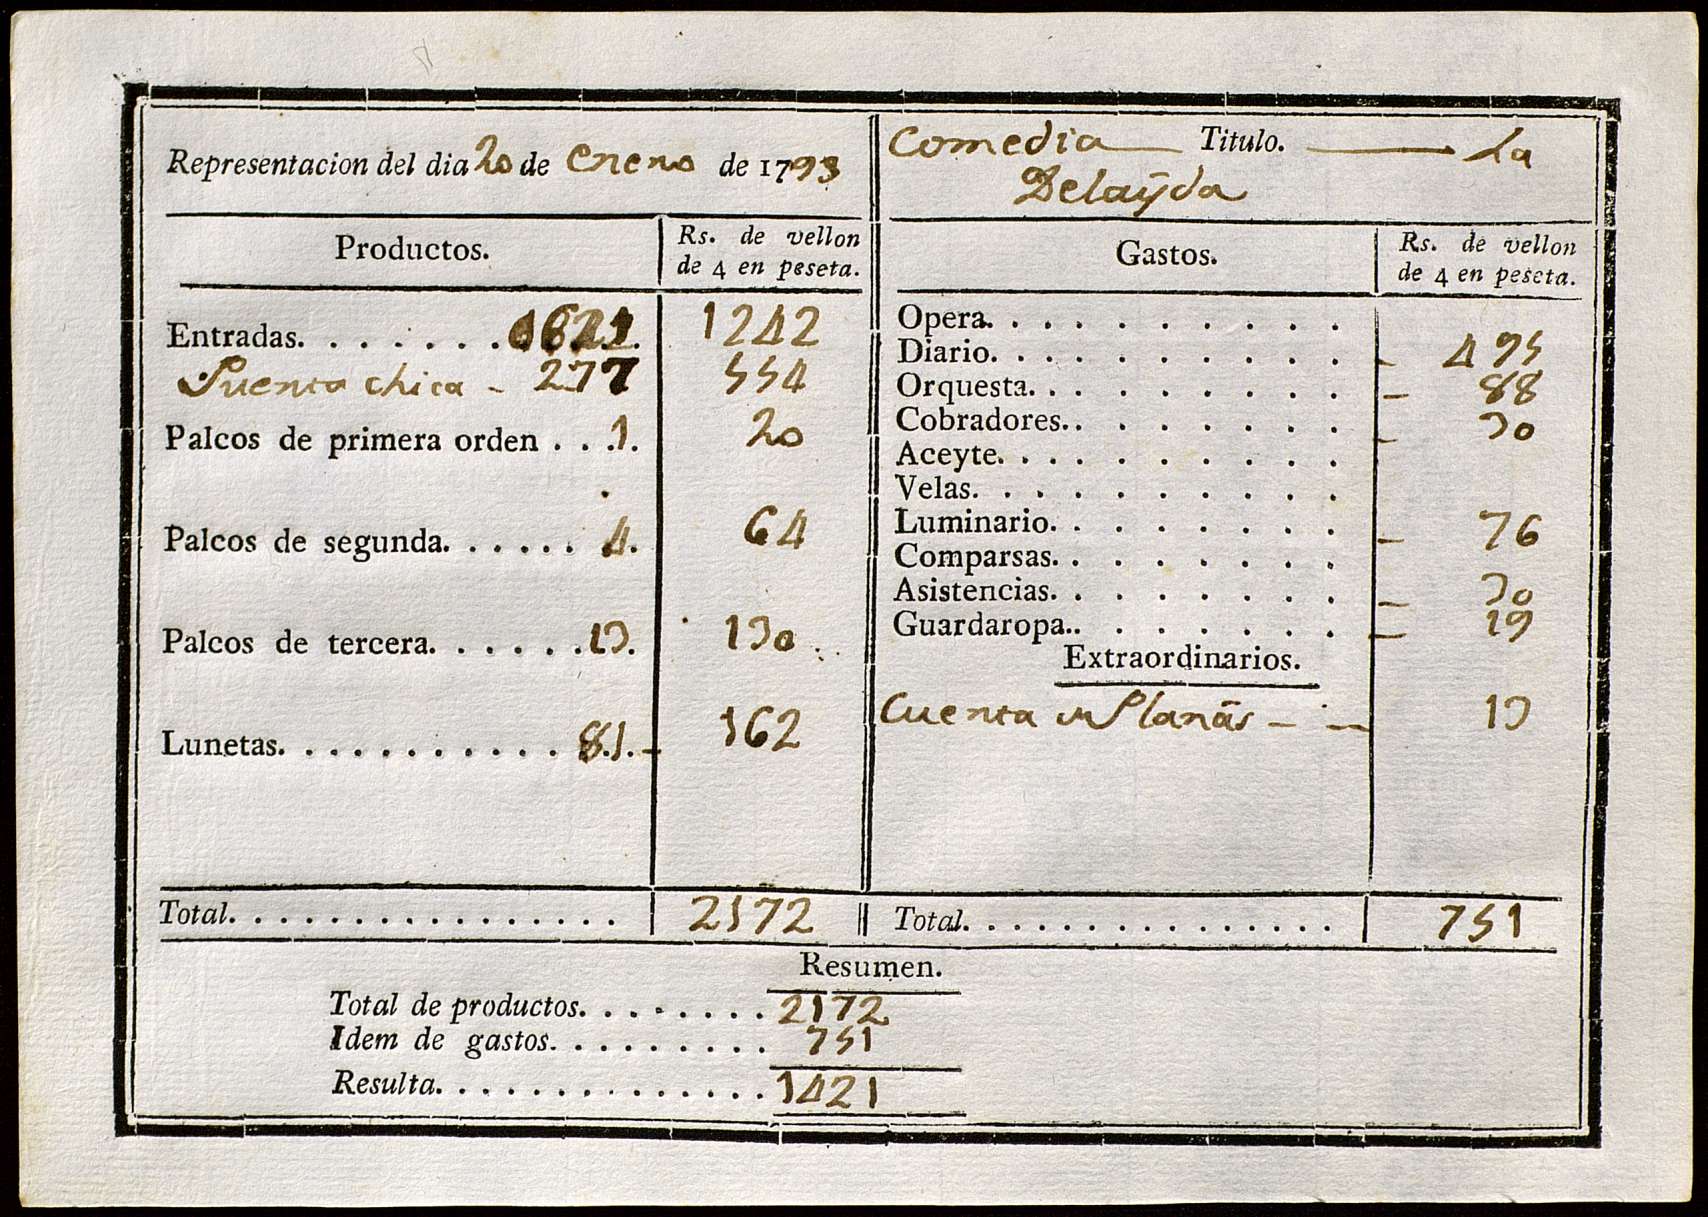 Representacion del dia 20 de enero de 1793
Comedia — Titulo. — La
Delaÿda
Productos. Rs. de vellon de 4 en peseta.
Gastos. Rs. de vellon de 4 en peseta.
Entradas. . . . . . . 621. 1242
Puerta chica - 277 554
Palcos de primera orden . . .1. 20
Palcos de segunda. . . . . . 4. 64
Palcos de tercera. . . . . . 13. 130
Lunetas. . . . . . . . . . . 81. - 162
Total. . . . . . . . . . . . . . . . 2172
Opera. . . . . . . . . .
Diario. . . . . . . . . . - 495
Orquesta. . . . . . . . . - 88
Cobradores. . . . . . . . - 30
Aceyte. . . . . . . . . .
Velas. . . . . . . . . .
Luminario. . . . . . . . - 76
Comparsas. . . . . . . .
Asistencias. . . . . . . . - 30
Guardaropa. . . . . . . . - 19
Extraordinarios.
Cuenta Planãs - - 13
Total. . . . . . . . . . . . . . . . 751
Resumen.
Total de productos. . . . . . . . 2172
Idem de gastos. . . . . . . . . 751
Resulta. . . . . . . . . . . . . . 1421